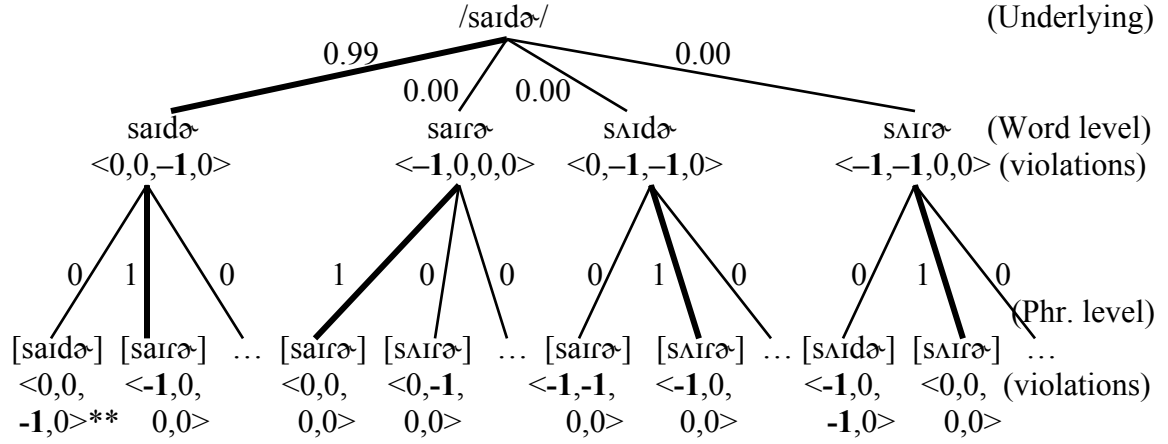 /saɪdɚ/ (Underlying)
0.99 0.00 0.00 0.00
saɪdɚ saɪɾɚ sʌɪdɚ sʌɪɾɚ (Word level)
<0,0,–1,0> <–1,0,0,0> <0,–1,–1,0> <–1,–1,0,0> (violations)
0 1 0 1 0 0 0 1 0 0 1 0
(Phr. level)
[saɪdɚ] [saɪɾɚ] … [saɪɾɚ] [sʌɪɾɚ] … [saɪɾɚ] [sʌɪɾɚ] … [sʌɪdɚ] [sʌɪɾɚ] …
<0,0, <-1,0, <0,0, <0,-1, <-1,-1, <-1,0, <-1,0, <0,0, (violations)
-1,0>** 0,0> 0,0> 0,0> 0,0> 0,0> -1,0> 0,0>